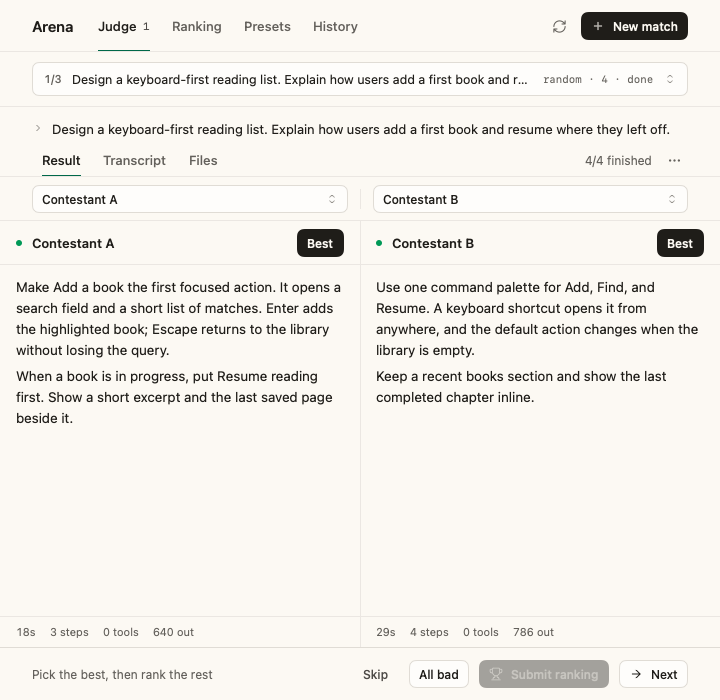 Arena Judge 1 Ranking Presets History + New match
1/3 Design a keyboard-first reading list. Explain how users add a first book and r... random · 4 · done
Design a keyboard-first reading list. Explain how users add a first book and resume where they left off.
Result Transcript Files 4/4 finished ···
Contestant A Contestant B
Contestant A Best
Make Add a book the first focused action. It opens a
search field and a short list of matches. Enter adds
the highlighted book; Escape returns to the library
without losing the query.
When a book is in progress, put Resume reading
first. Show a short excerpt and the last saved page
beside it.
18s 3 steps 0 tools 640 out
Contestant B Best
Use one command palette for Add, Find, and
Resume. A keyboard shortcut opens it from
anywhere, and the default action changes when the
library is empty.
Keep a recent books section and show the last
completed chapter inline.
29s 4 steps 0 tools 786 out
Pick the best, then rank the rest Skip All bad Submit ranking → Next